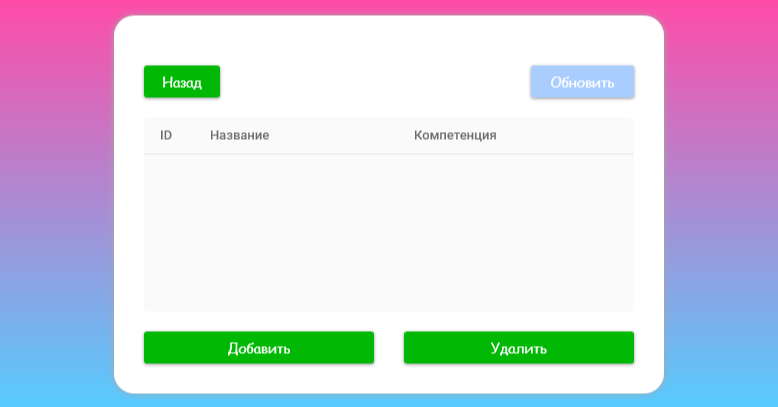 Назад
Обновить
ID Название Компетенция
Добавить
Удалить